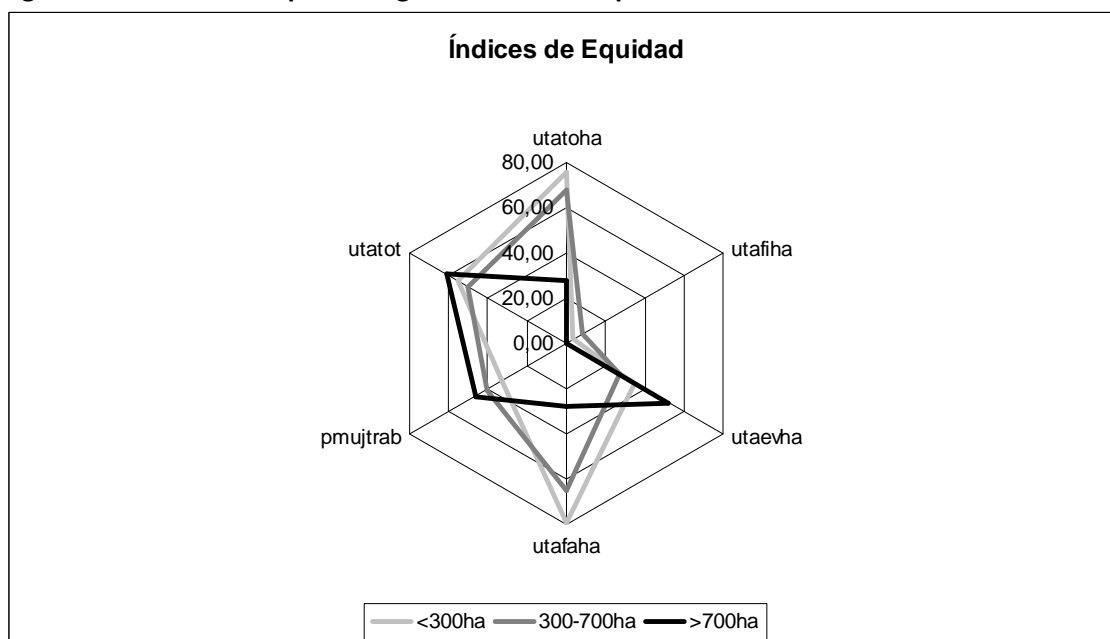 Índices de Equidad
utatoha
80,00
60,00
utatot
utafiha
40,00
20,00
0,00
pmujtrab
utaevha
utafaha
<300ha 300-700ha >700ha